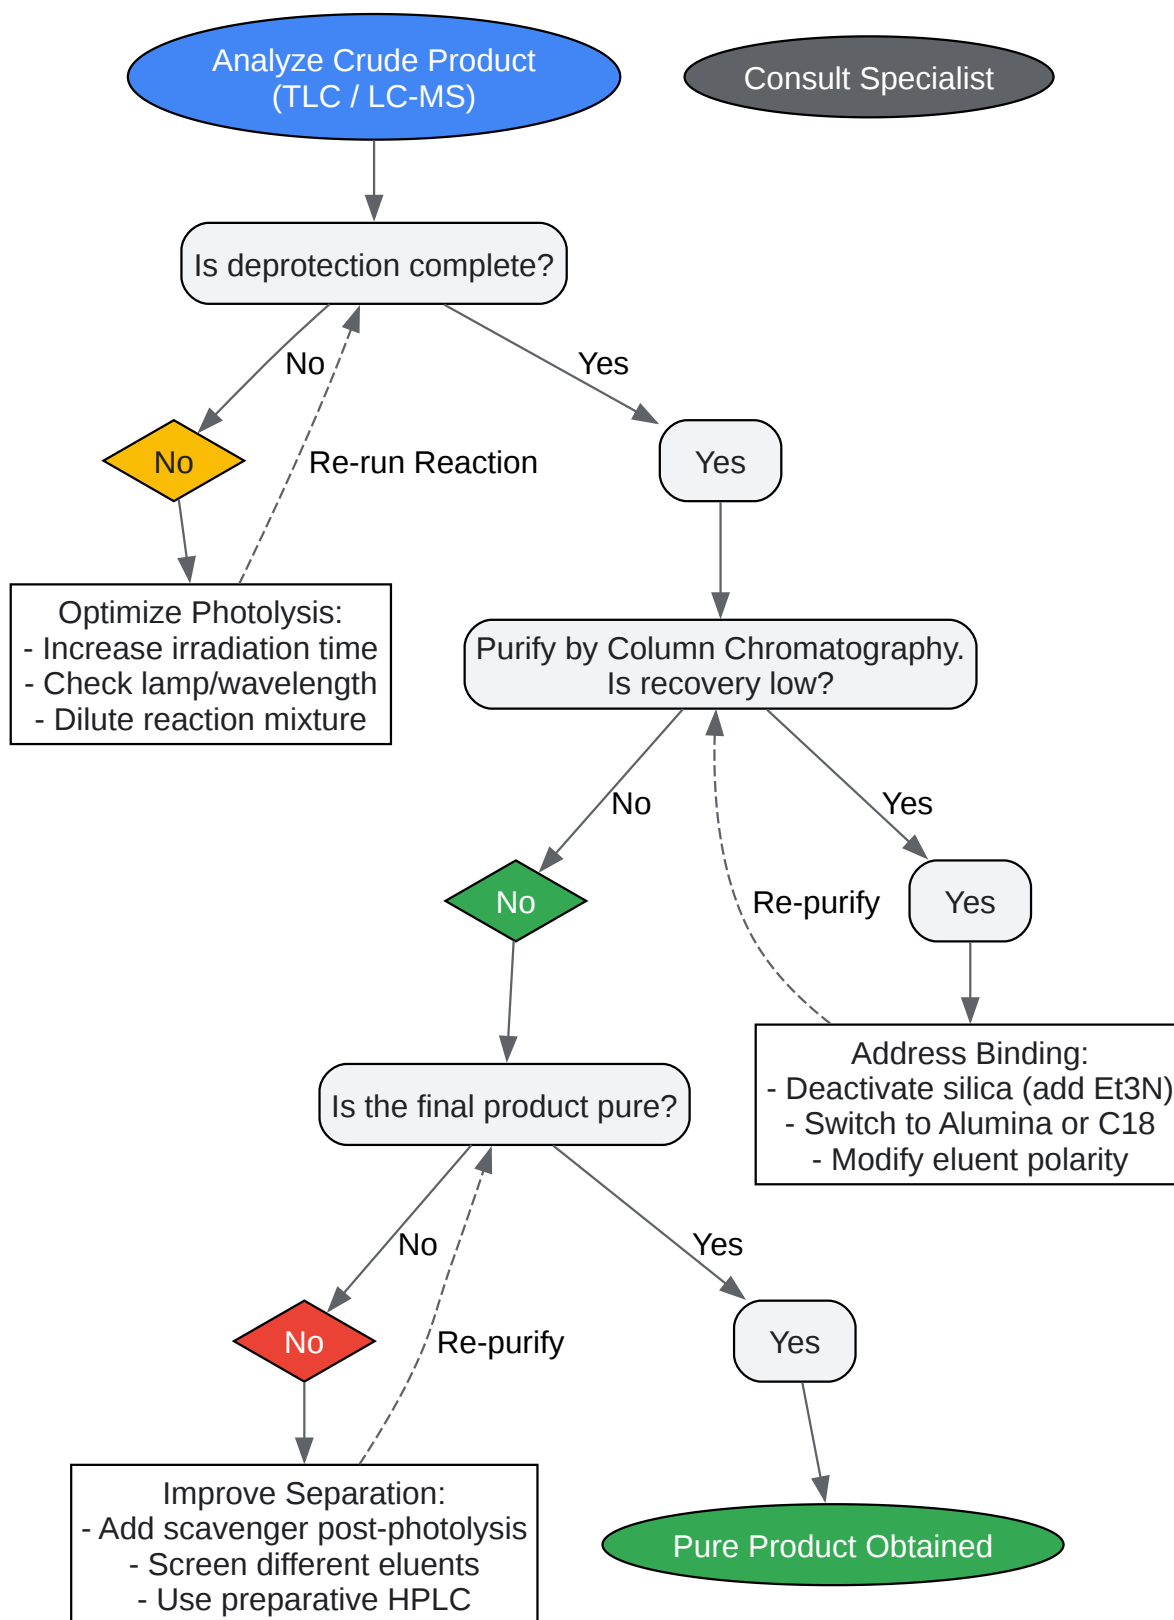 Analyze Crude Product
(TLC / LC-MS)
Consult Specialist
Is deprotection complete?
No
Yes
No
Re-run Reaction
Yes
Optimize Photolysis:
- Increase irradiation time
- Check lamp/wavelength
- Dilute reaction mixture
Purify by Column Chromatography.
Is recovery low?
No
Yes
No
Re-purify
Yes
Address Binding:
- Deactivate silica (add Et3N)
- Switch to Alumina or C18
- Modify eluent polarity
Is the final product pure?
No
Yes
No
Re-purify
Yes
Improve Separation:
- Add scavenger post-photolysis
- Screen different eluents
- Use preparative HPLC
Pure Product Obtained